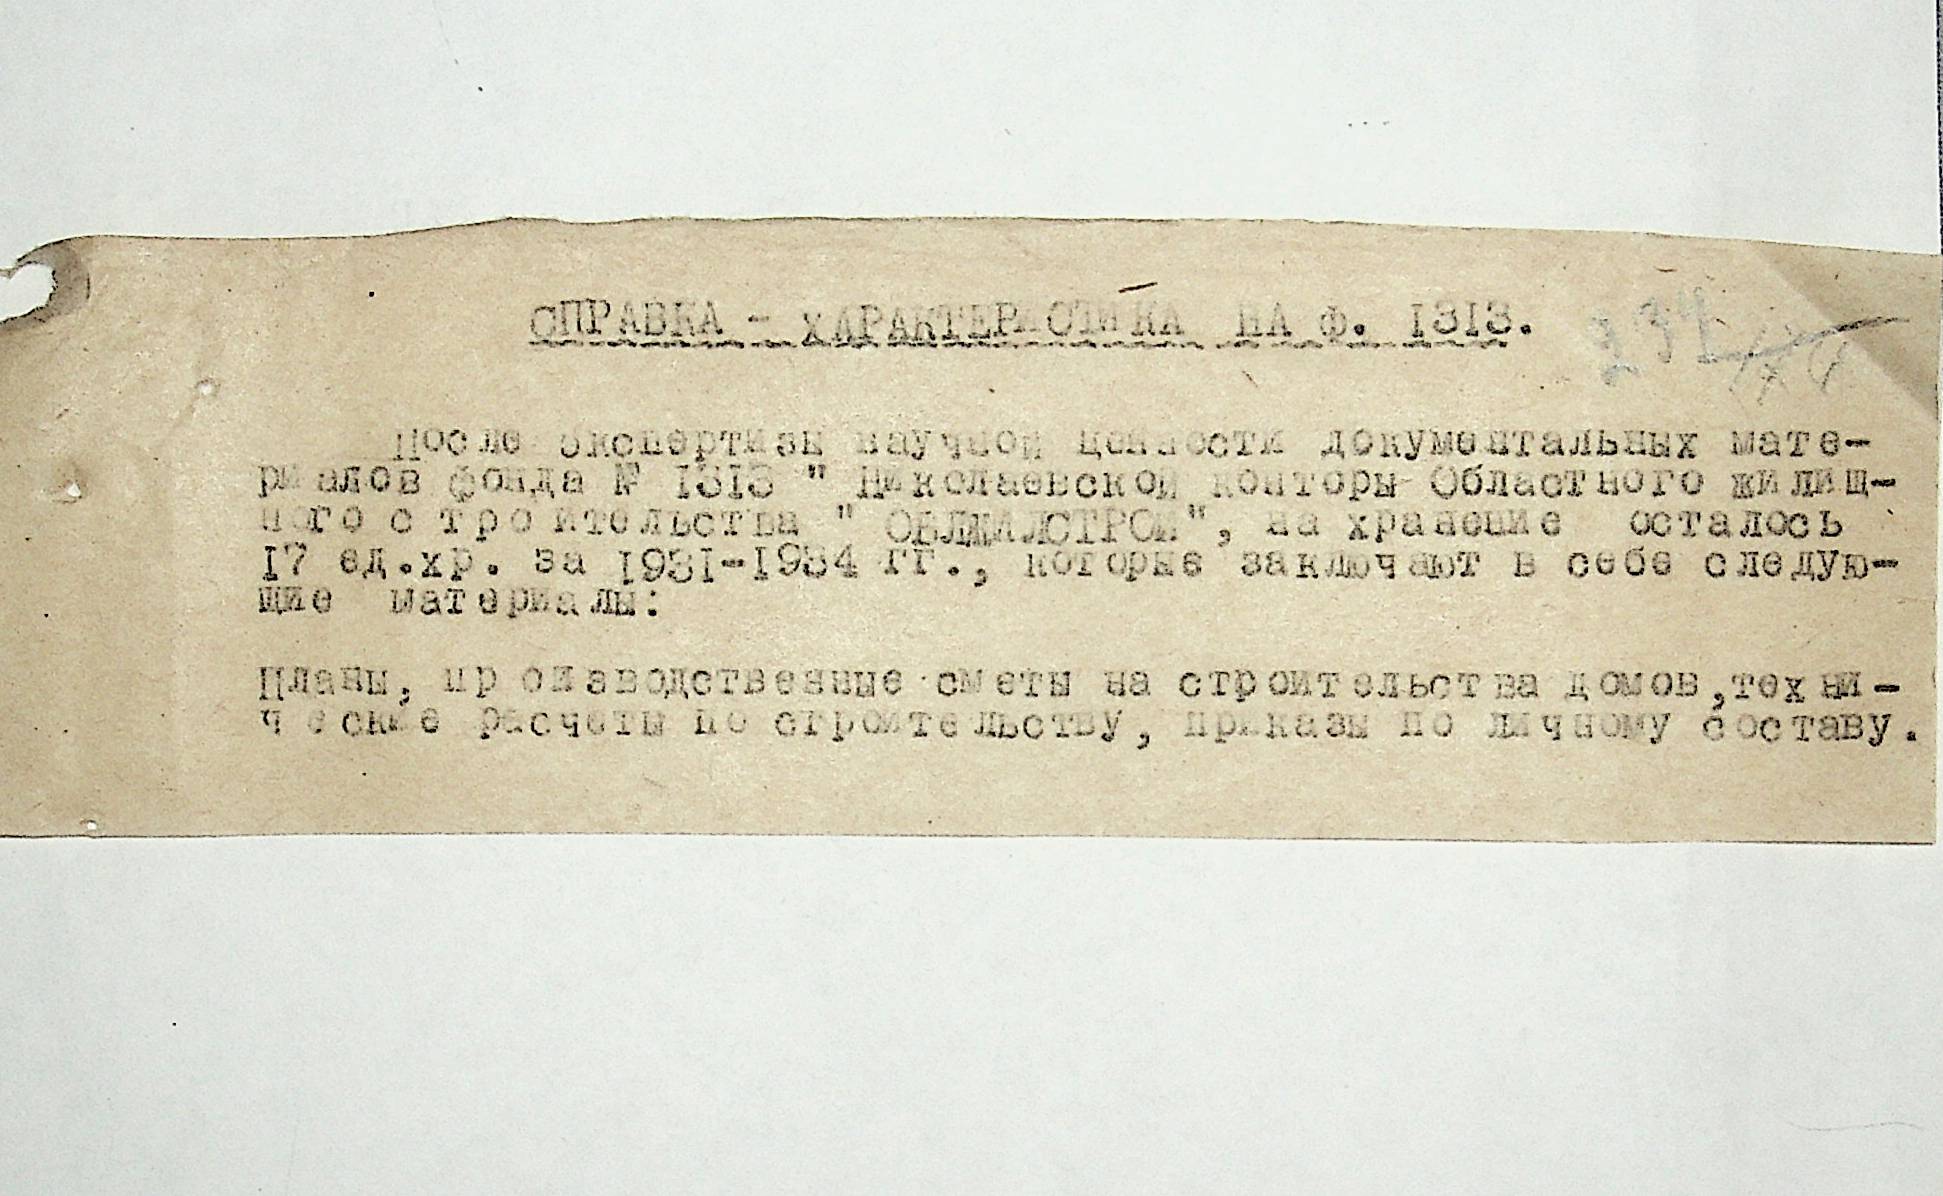 СПРАВКА - ХАРАКТЕРИСТИКА НА Ф. 1313.
После экспертизы научной ценности документальных мате-
риалов фонда № 1313 " Николаевской конторы Областного жилищ-
ного строительства " ОБЛЖИЛСТРОЙ", на хранение осталось
17 ед.хр. за 1931-1934 гг., которые заключают в себе следую-
щие материалы:
Планы, производственные сметы на строительства домов,техни-
ческие расчеты по строительству, приказы по личному составу.